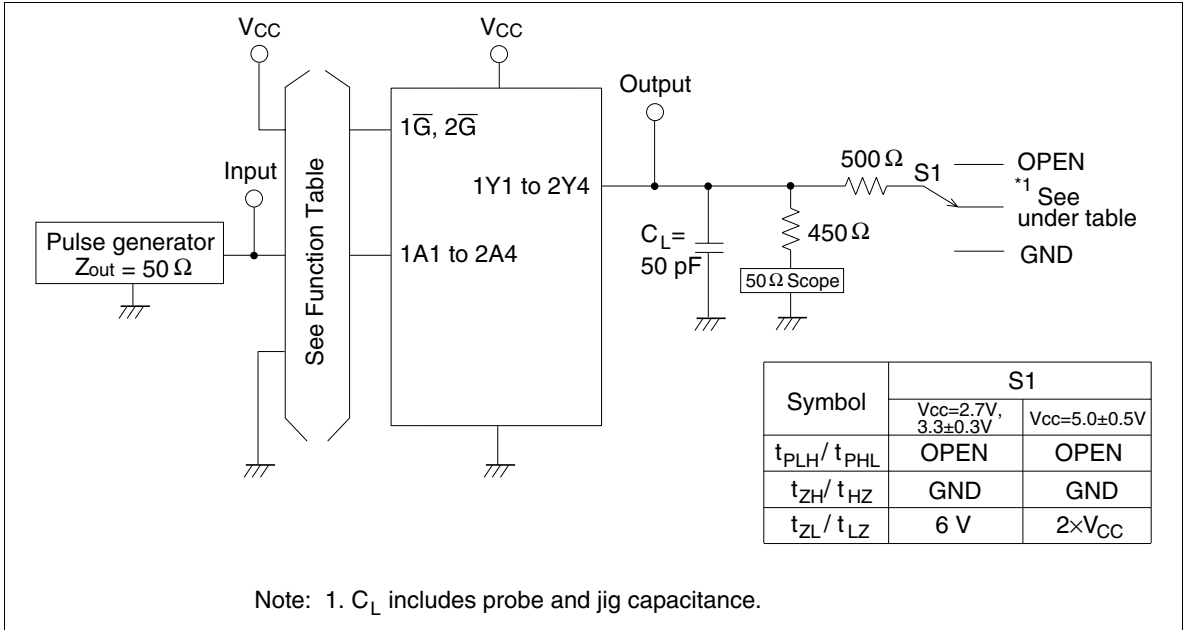 VCC
VCC
Output
Input
Pulse generator
Zout = 50 Ω
See Function Table
1G̅, 2G̅
1Y1 to 2Y4
1A1 to 2A4
CL=
50 pF
450 Ω
50 Ω Scope
500 Ω
S1
OPEN
*1 See
under table
GND
Symbol
S1
Vcc=2.7V,
3.3±0.3V
Vcc=5.0±0.5V
tPLH / tPHL OPEN OPEN
tZH / tHZ GND GND
tZL / tLZ 6 V 2×VCC
Note: 1. CL includes probe and jig capacitance.